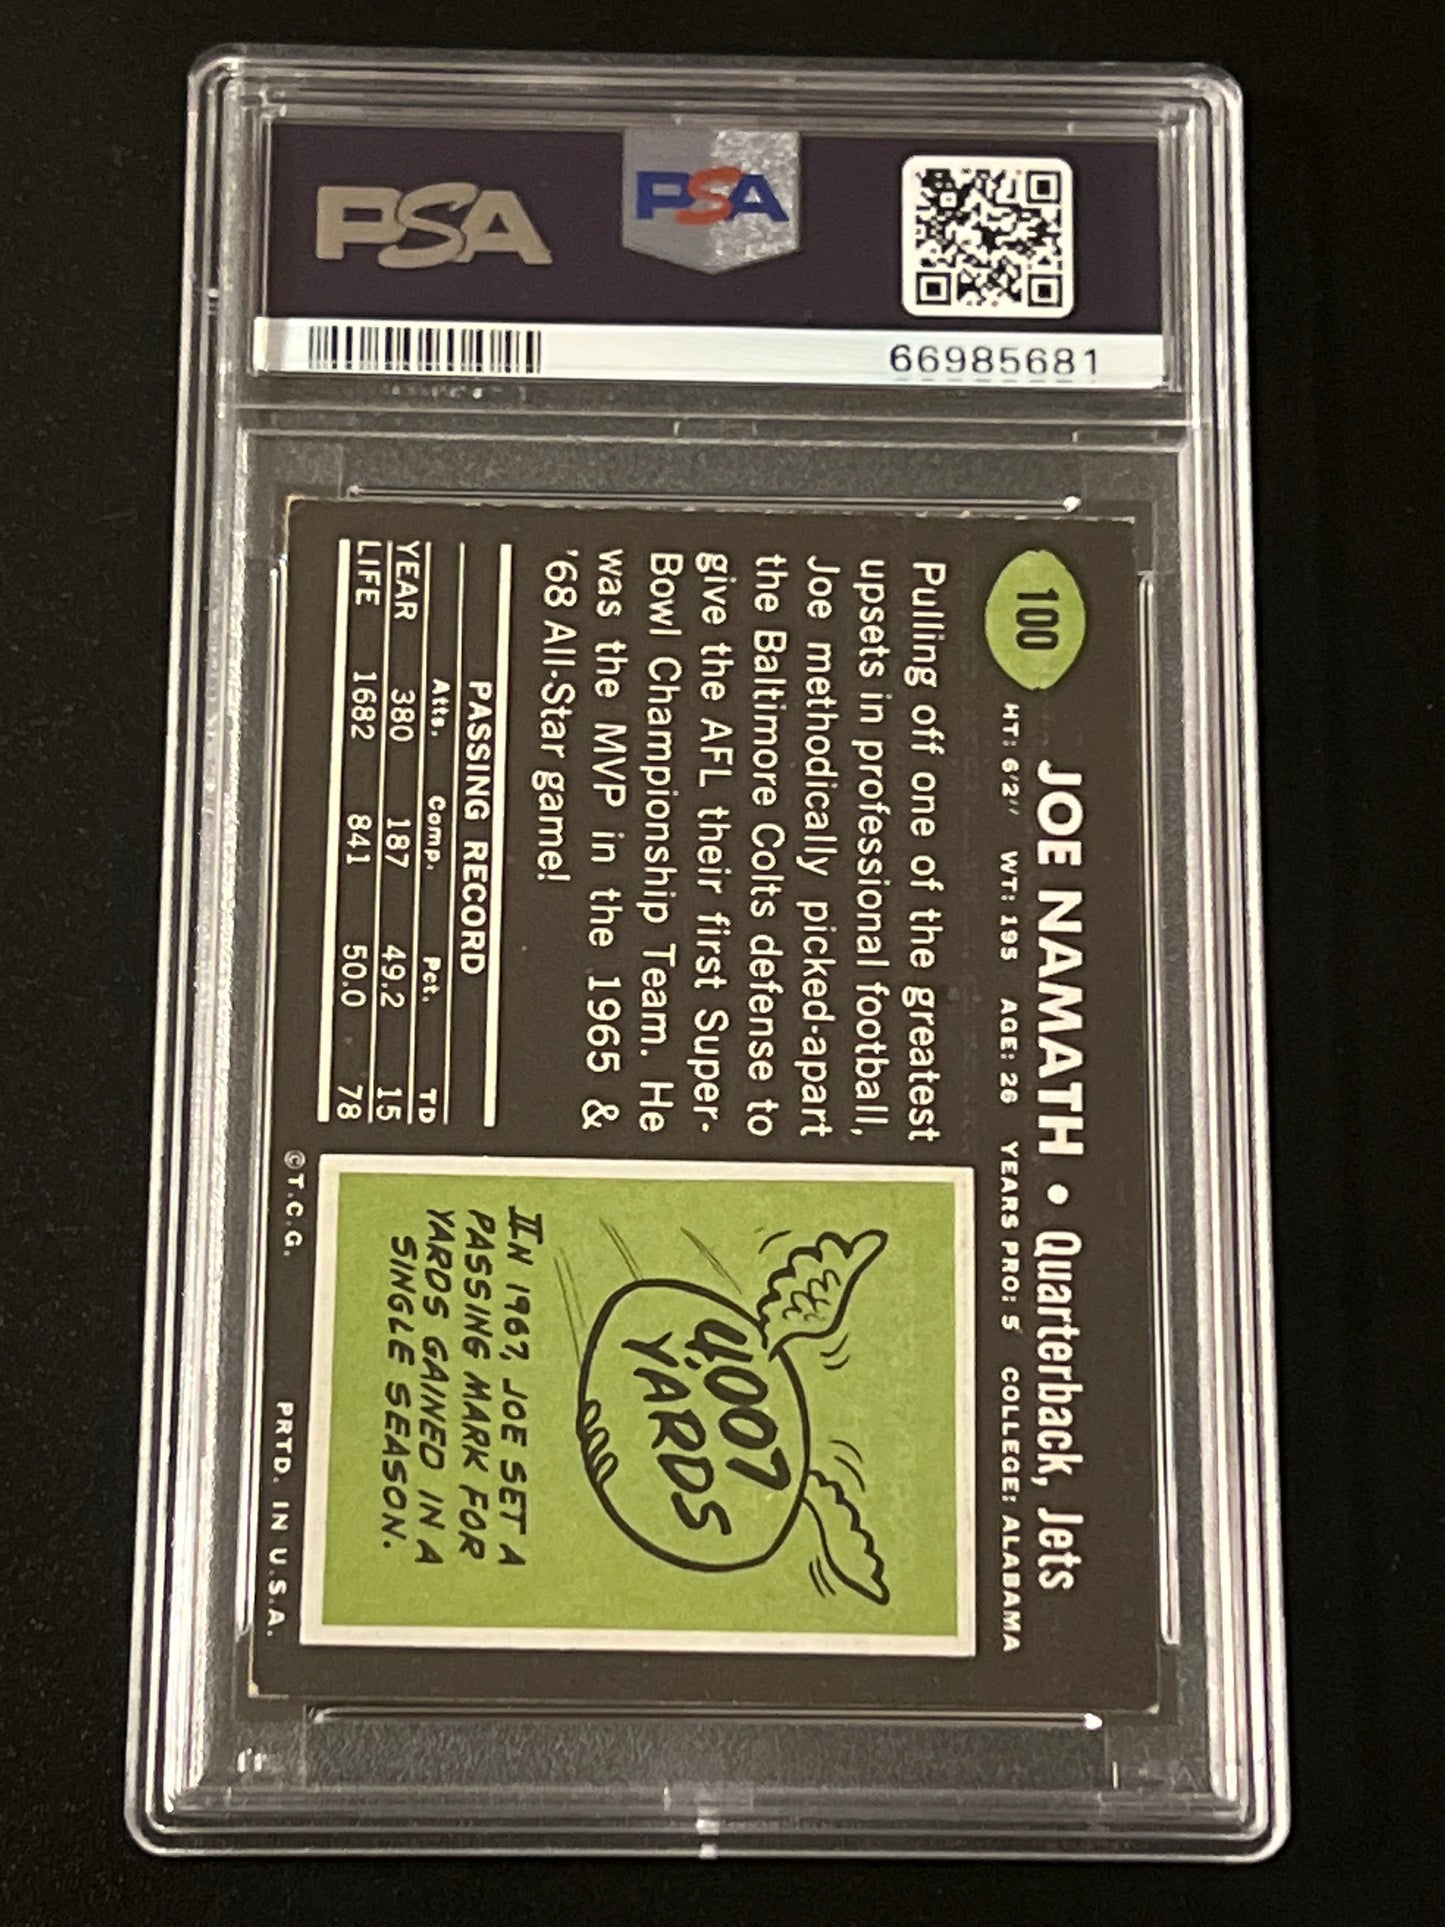 PSA
PSA
66985681
100
JOE NAMATH • Quarterback, Jets
HT: 6'2" WT: 195 AGE: 26 YEARS PRO: 5 COLLEGE: ALABAMA
Pulling off one of the greatest
upsets in professional football,
Joe methodically picked-apart
the Baltimore Colts defense to
give the AFL their first Super-
Bowl Championship Team. He
was the MVP in the 1965 &
'68 All-Star game!
PASSING RECORD
Atts. Comp. Pct. TD
YEAR 380 187 49.2 15
LIFE 1682 841 50.0 78
4,007
YARDS
IN 1967, JOE SET A
PASSING MARK FOR
YARDS GAINED IN A
SINGLE SEASON.
©T.C.G. PRTD. IN U.S.A.